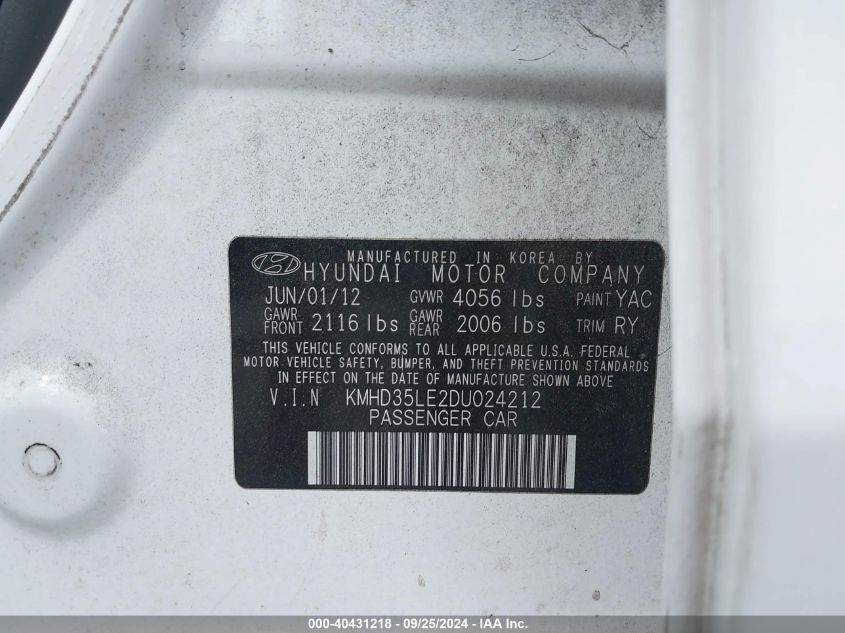 MANUFACTURED IN KOREA BY
HYUNDAI MOTOR COMPANY
JUN/01/12 GVWR 4056 lbs PAINT YAC
GAWR FRONT 2116 lbs GAWR REAR 2006 lbs TRIM RY
THIS VEHICLE CONFORMS TO ALL APPLICABLE U.S.A. FEDERAL
MOTOR VEHICLE SAFETY, BUMPER, AND THEFT PREVENTION STANDARDS
IN EFFECT ON THE DATE OF MANUFACTURE SHOWN ABOVE
V.I.N KMHD35LE2DU024212
PASSENGER CAR
000-40431218 - 09/25/2024 - IAA Inc.